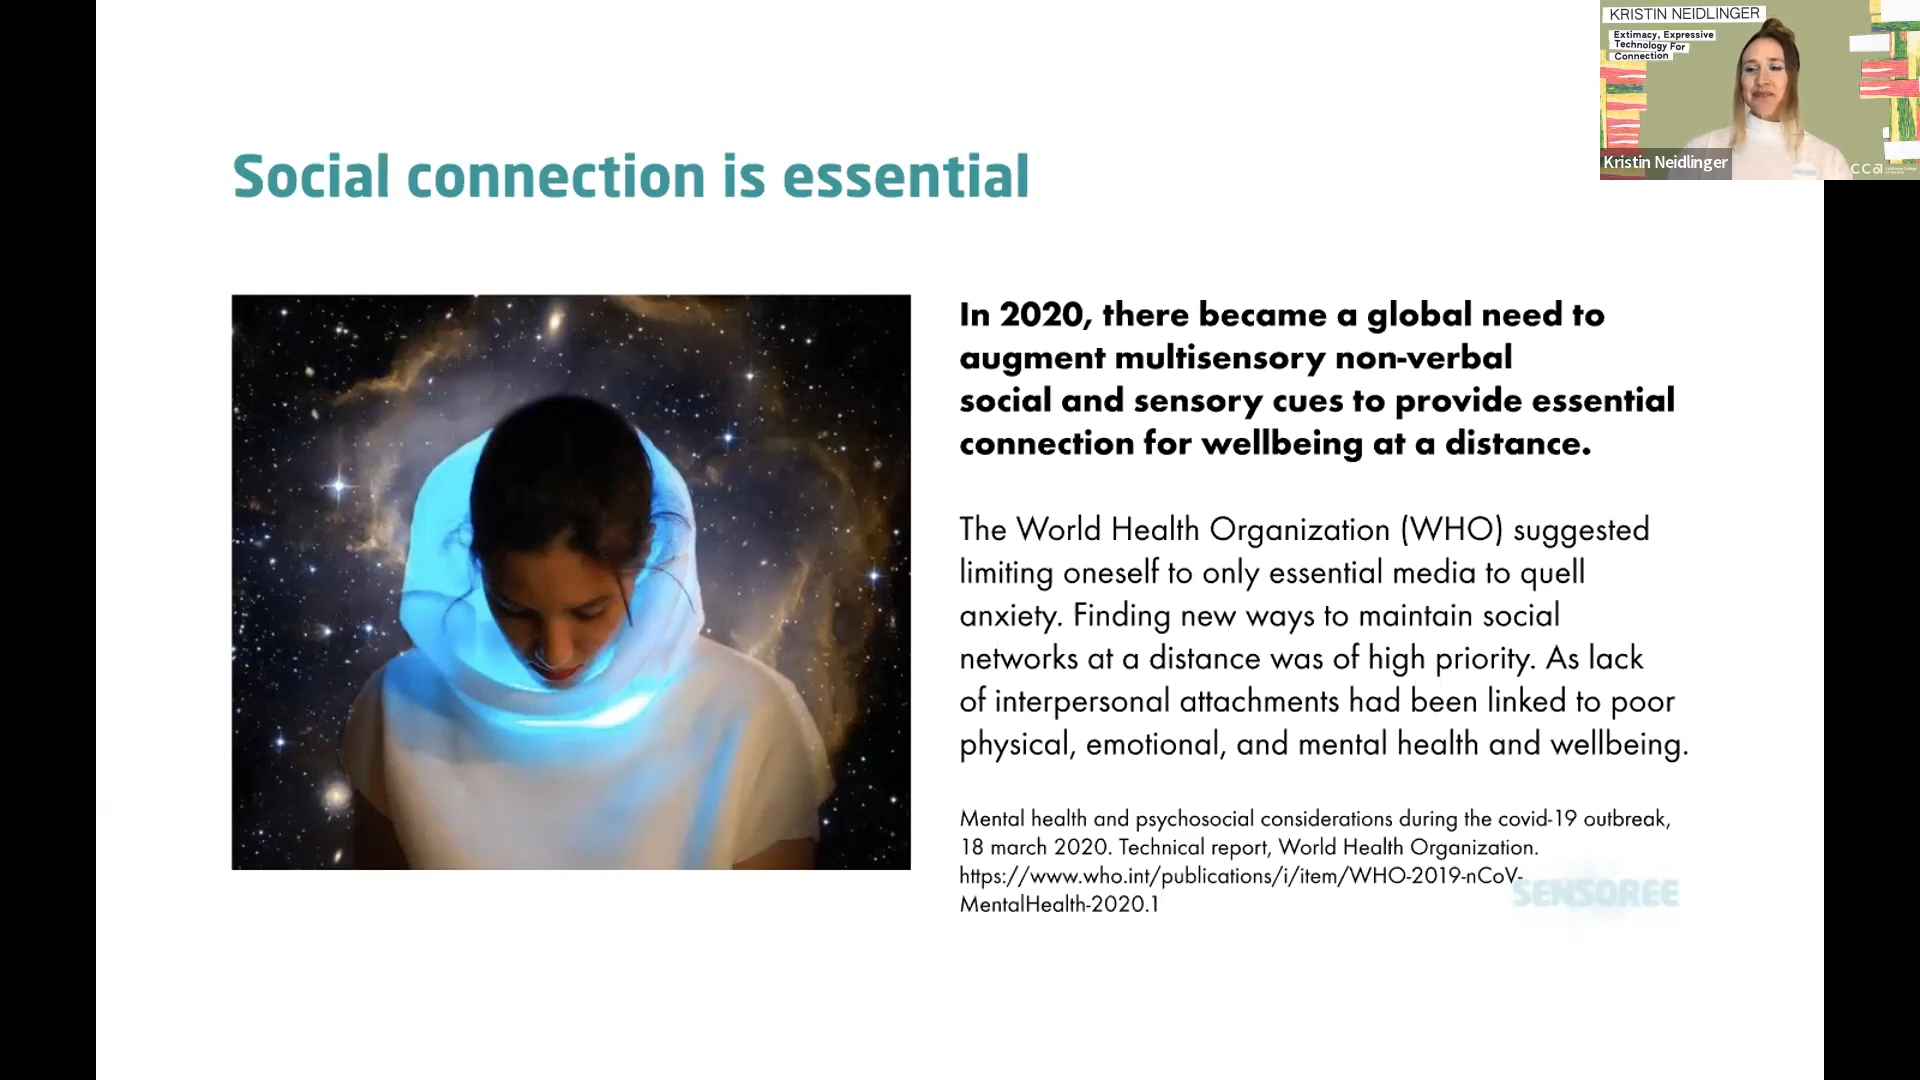 KRISTIN NEIDLINGER
Extimacy, Expressive
Technology For
Connection
Kristin Neidlinger
CCA
Social connection is essential
In 2020, there became a global need to
augment multisensory non-verbal
social and sensory cues to provide essential
connection for wellbeing at a distance.
The World Health Organization (WHO) suggested
limiting oneself to only essential media to quell
anxiety. Finding new ways to maintain social
networks at a distance was of high priority. As lack
of interpersonal attachments had been linked to poor
physical, emotional, and mental health and wellbeing.
Mental health and psychosocial considerations during the covid-19 outbreak,
18 march 2020. Technical report, World Health Organization.
https://www.who.int/publications/i/item/WHO-2019-nCoV-
MentalHealth-2020.1
SENSOREE